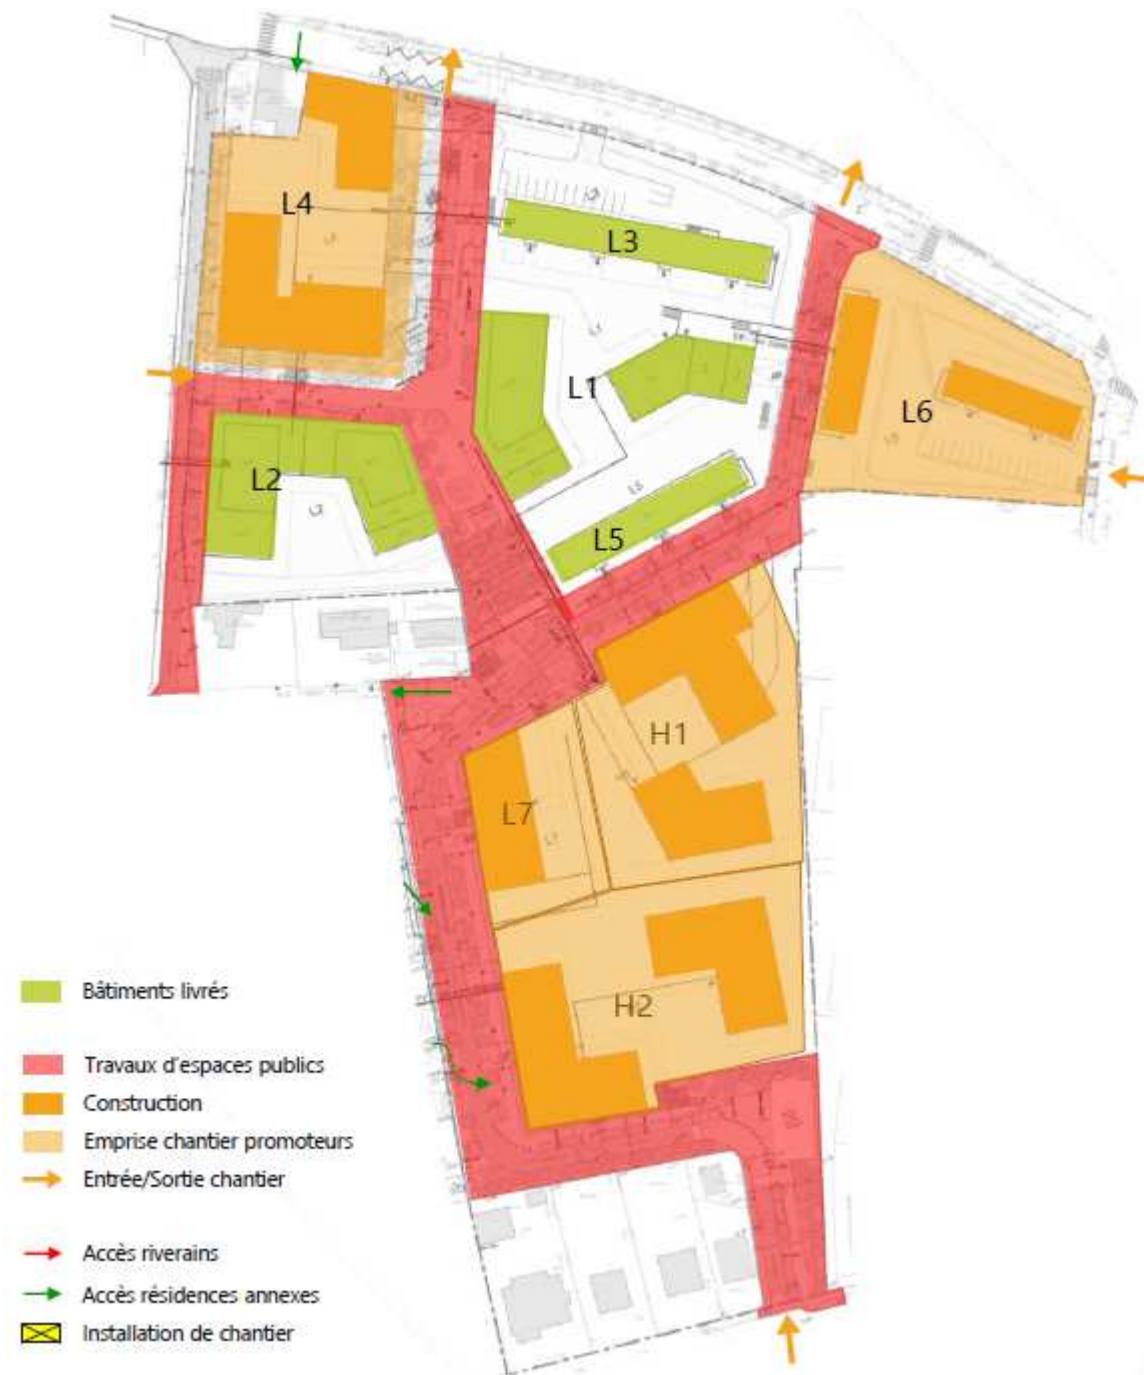 L4
L3
L1
L6
L2
L5
H1
L7
H2
Bâtiments livrés
Travaux d'espaces publics
Construction
Emprise chantier promoteurs
Entrée/Sortie chantier
Accès riverains
Accès résidences annexes
Installation de chantier